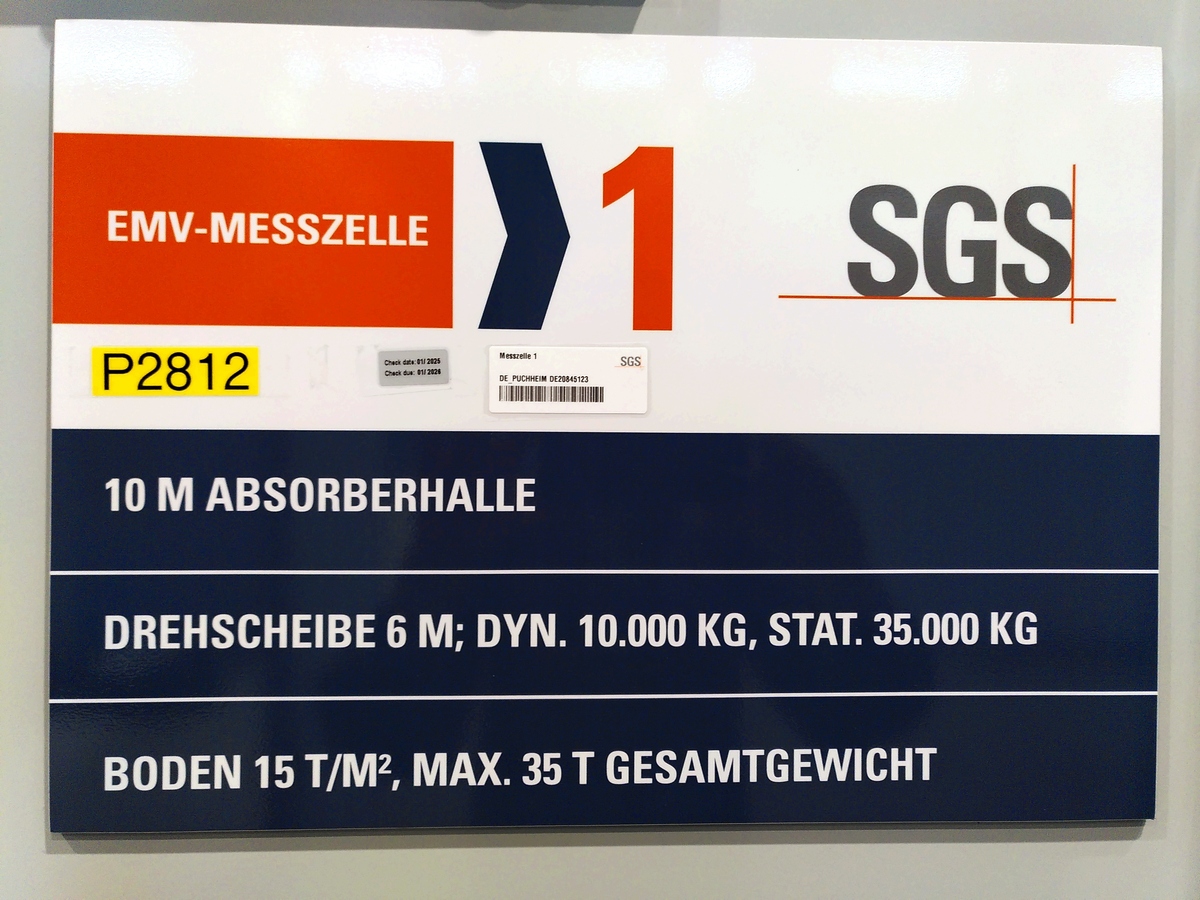 EMV-MESSZELLE
1
SGS
P2812
Check date: 01/ 2025
Check due: 01/ 2026
Messzelle 1
SGS
DE_PUCHHEIM DE20845123
10 M ABSORBERHALLE
DREHSCHEIBE 6 M; DYN. 10.000 KG, STAT. 35.000 KG
BODEN 15 T/M², MAX. 35 T GESAMTGEWICHT